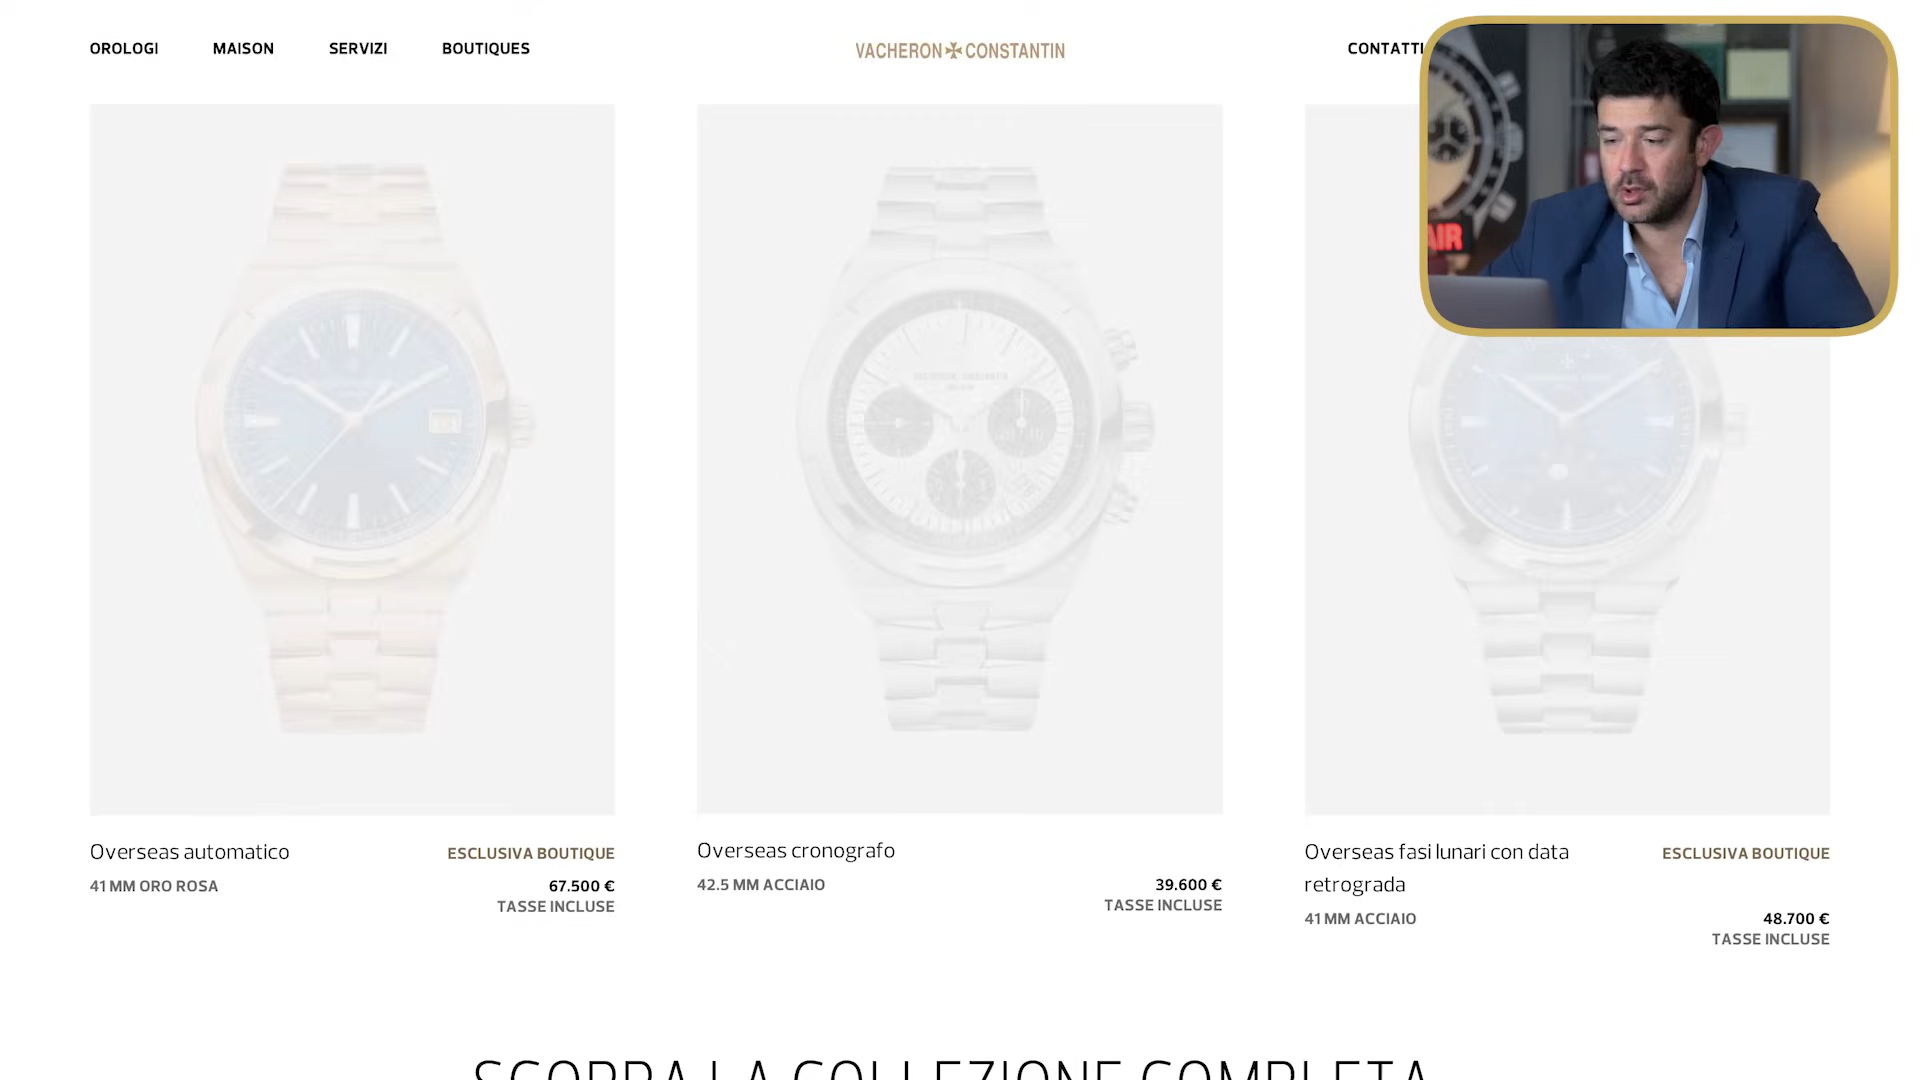 OROLOGI MAISON SERVIZI BOUTIQUES VACHERON CONSTANTIN CONTATTI
AIR
Overseas automatico
ESCLUSIVA BOUTIQUE
41 MM ORO ROSA
67.500 €
TASSE INCLUSE
Overseas cronografo
42.5 MM ACCIAIO
39.600 €
TASSE INCLUSE
Overseas fasi lunari con data
retrograda
ESCLUSIVA BOUTIQUE
41 MM ACCIAIO
48.700 €
TASSE INCLUSE
SCOPRA LA COLLEZIONE COMPLETA